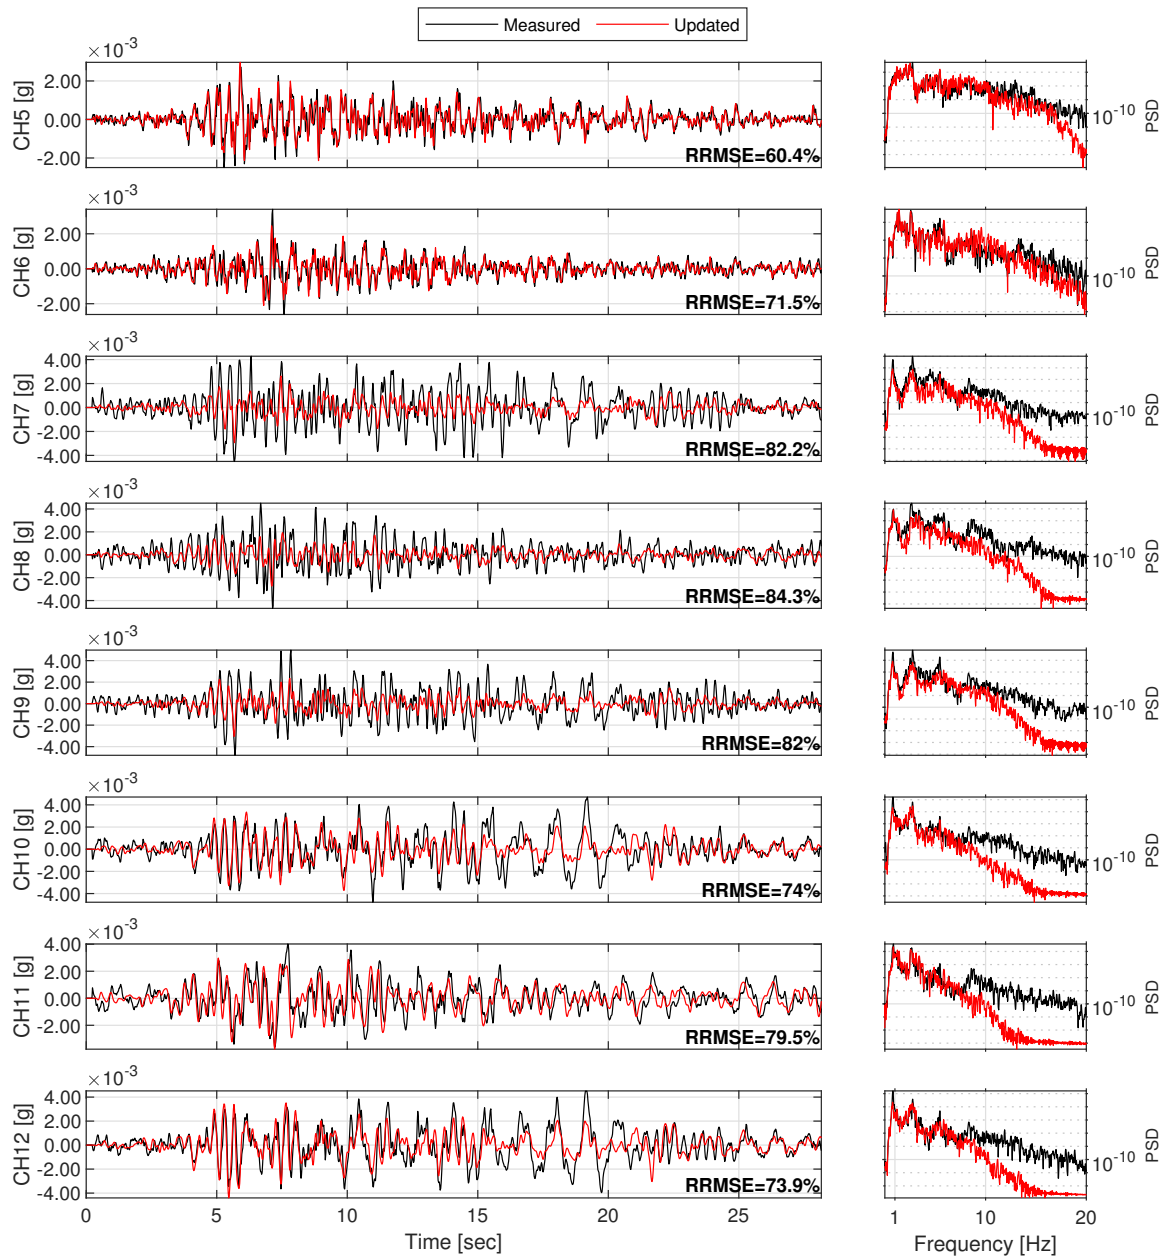 Measured Updated
×10-3
2.00
0.00
-2.00
CH5 [g]
RRMSE=60.4%
10-10
PSD
×10-3
2.00
0.00
-2.00
CH6 [g]
RRMSE=71.5%
10-10
PSD
×10-3
4.00
2.00
0.00
-2.00
-4.00
CH7 [g]
RRMSE=82.2%
10-10
PSD
×10-3
4.00
2.00
0.00
-2.00
-4.00
CH8 [g]
RRMSE=84.3%
10-10
PSD
×10-3
4.00
2.00
0.00
-2.00
-4.00
CH9 [g]
RRMSE=82%
10-10
PSD
×10-3
4.00
2.00
0.00
-2.00
-4.00
CH10 [g]
RRMSE=74%
10-10
PSD
×10-3
4.00
2.00
0.00
-2.00
CH11 [g]
RRMSE=79.5%
10-10
PSD
×10-3
4.00
2.00
0.00
-2.00
-4.00
CH12 [g]
RRMSE=73.9%
10-10
PSD
0 5 10 15 20 25
1 10 20
Time [sec]
Frequency [Hz]